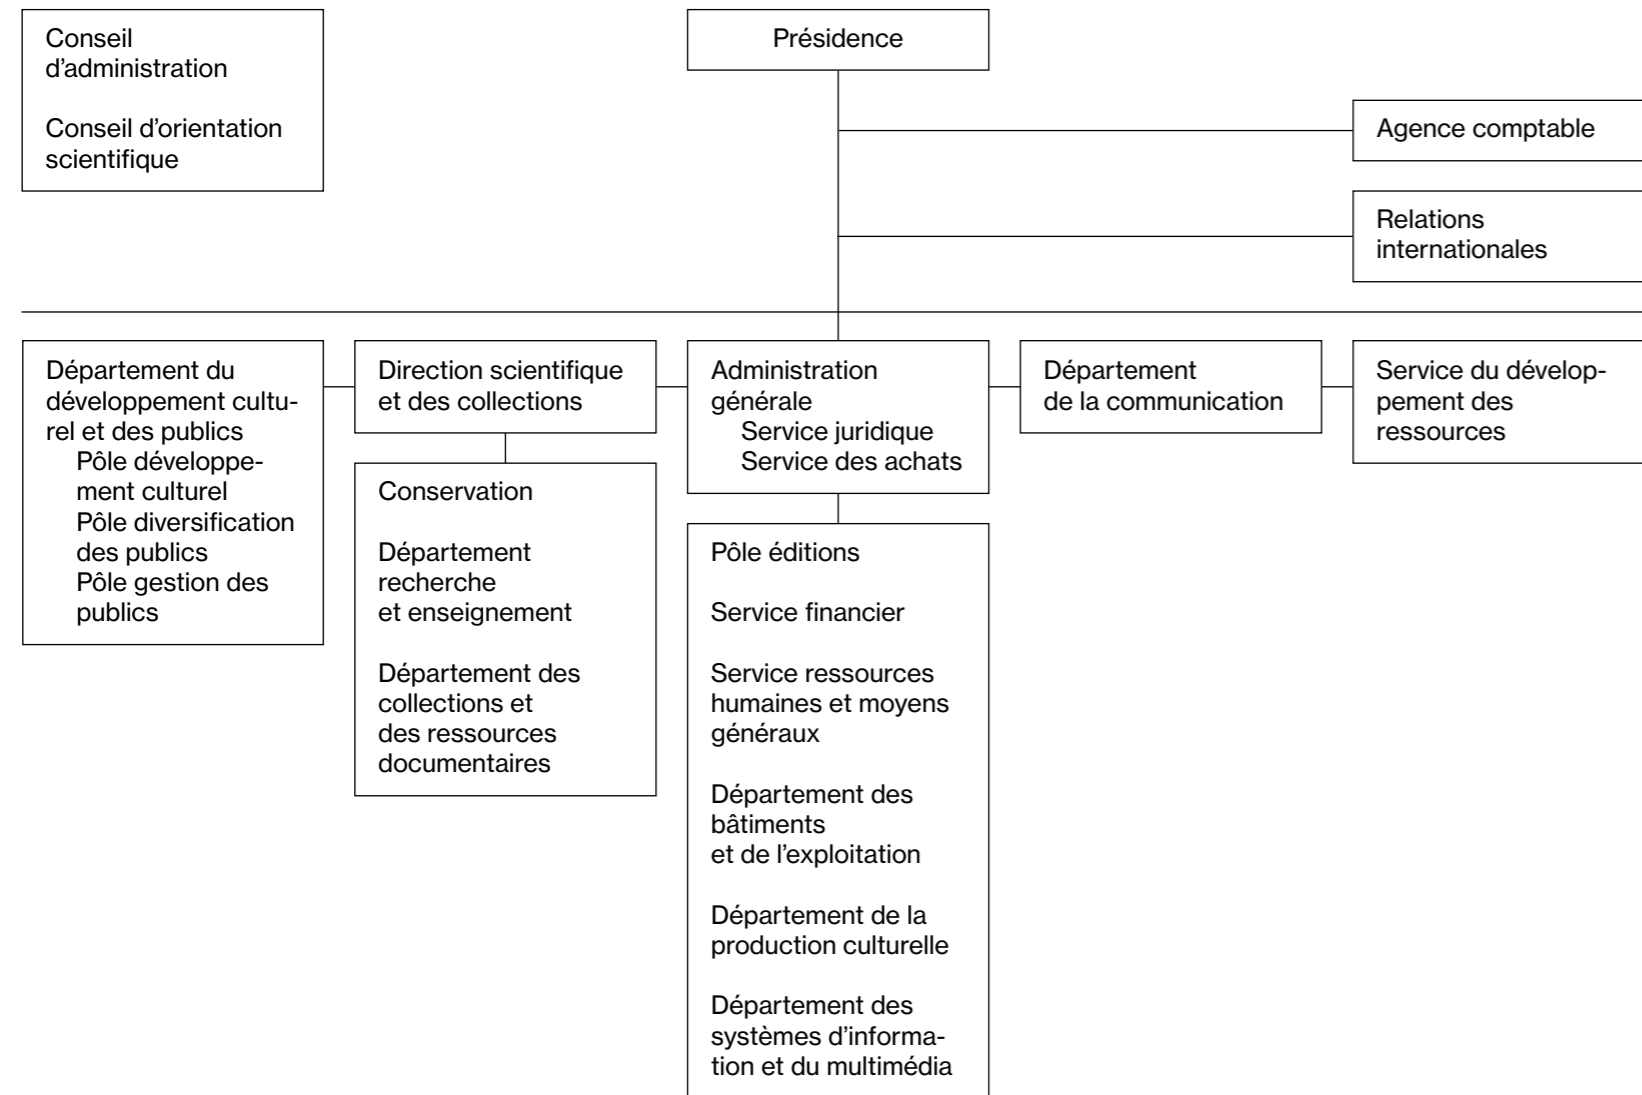 Conseil
d'administration
Conseil d'orientation
scientifique
Présidence
Agence comptable
Relations
internationales
Département du
développement cultu-
rel et des publics
Pôle développe-
ment culturel
Pôle diversification
des publics
Pôle gestion des
publics
Direction scientifique
et des collections
Conservation
Département
recherche
et enseignement
Département des
collections et
des ressources
documentaires
Administration
générale
Service juridique
Service des achats
Pôle éditions
Service financier
Service ressources
humaines et moyens
généraux
Département des
bâtiments
et de l'exploitation
Département de la
production culturelle
Département des
systèmes d'informa-
tion et du multimédia
Département
de la communication
Service du dévelop-
pement des
ressources